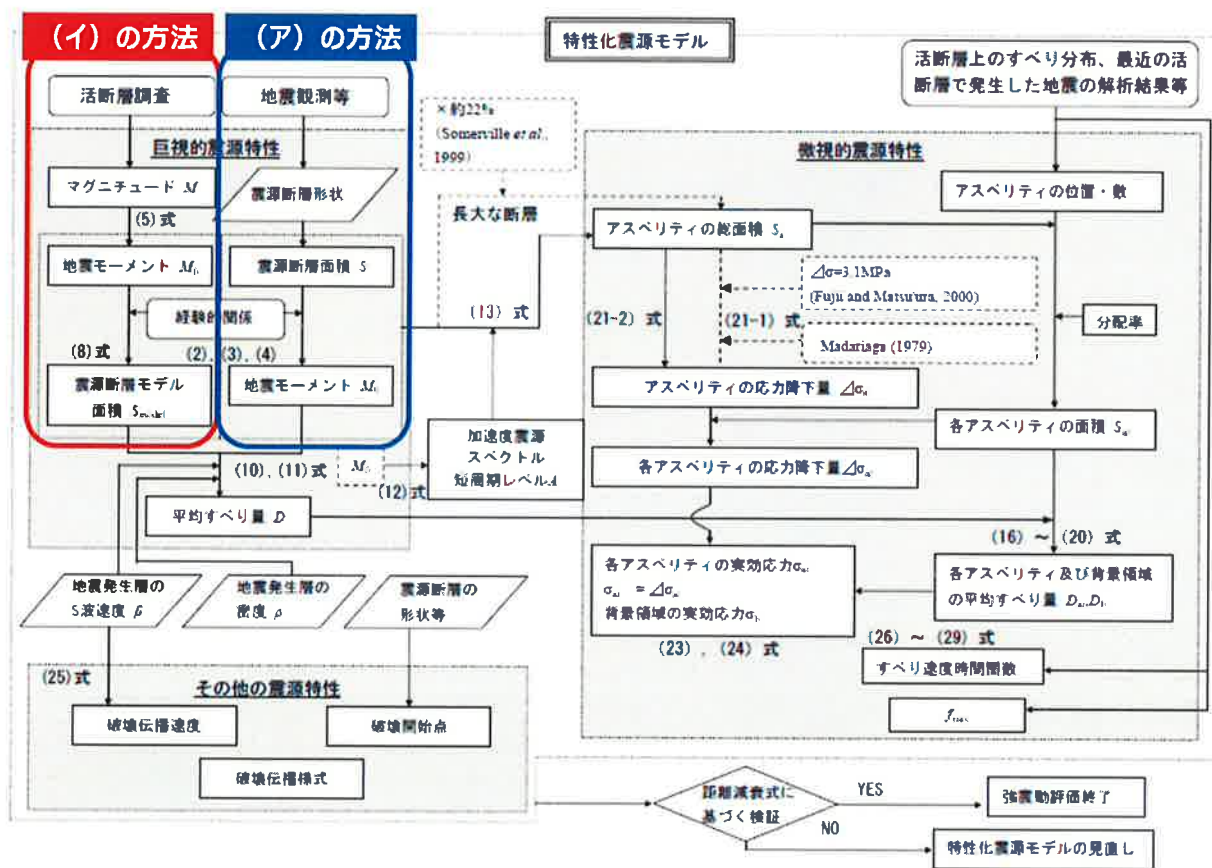 (イ)の方法
(ア)の方法
特性化震源モデル
活断層上のすべり分布、最近の活
断層で発生した地震の解析結果等
活断層調査
地震観測等
×約22%
(Somerville et al.,
1999)
巨視的震源特性
微視的震源特性
マグニチュード M
震源断層形状
(5)式
長大な断層
アスペリティの位置・数
アスペリティの総面積 Sa
地震モーメント M0
震源断層面積 S
Δσ=3.1MPa
(Fujii and Matsu'ura, 2000)
経験的関係
(13) 式
(21-2) 式
(21-1) 式
分配率
(8)式
(2)、(3)、(4)
Madariaga (1979)
震源断層モデル
面積 Smodel
地震モーメント M0
アスペリティの応力降下量 Δσa
各アスペリティの面積 Sai
加速度震源
スペクトル
短周期レベルA
(10)、(11)式
M0
(12)式
各アスペリティの応力降下量Δσai
平均すべり量 D
(16) ~ (20) 式
地震発生層の
S波速度 β
地震発生層の
密度 ρ
震源断層の
形状等
各アスペリティの実効応力σai
σai = Δσai
背景領域の実効応力σb
各アスペリティ及び背景領域
の平均すべり量 Dai,Db
(23) , (24) 式
(26) ~ (29) 式
すべり速度時間関数
fmax
(25)式
その他の震源特性
破壊伝播速度
破壊開始点
破壊伝播様式
距離減衰式に
基づく検証
YES
強震動評価終了
NO
特性化震源モデルの見直し